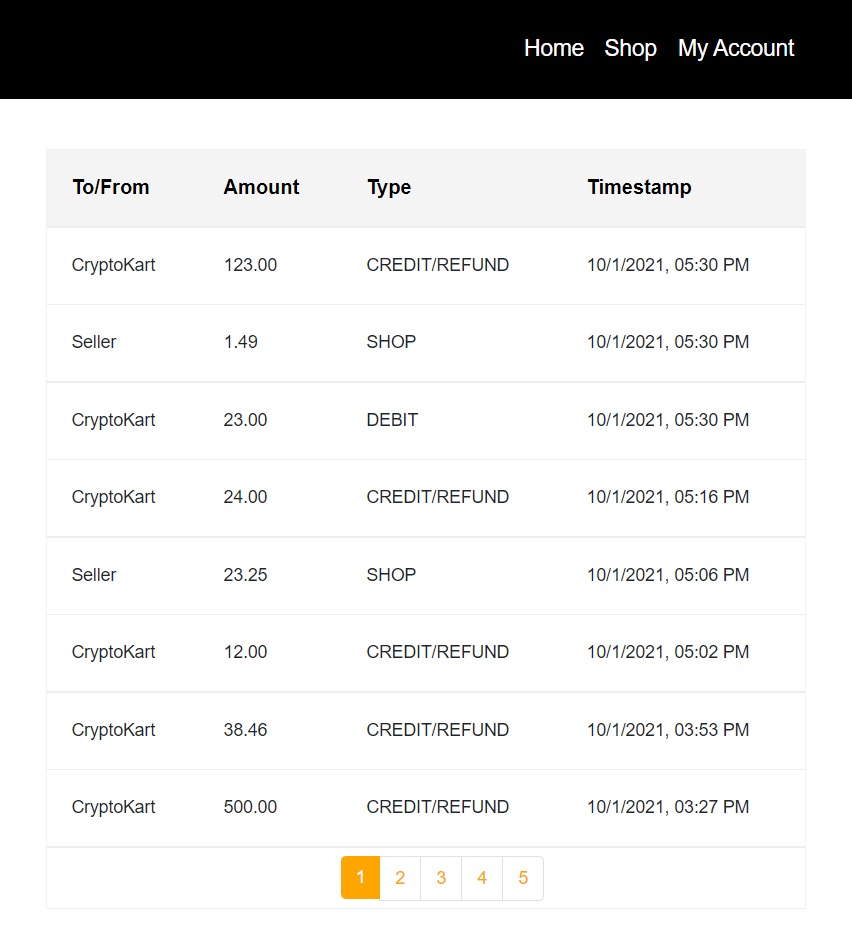 Home Shop My Account
To/From Amount Type Timestamp
CryptoKart 123.00 CREDIT/REFUND 10/1/2021, 05:30 PM
Seller 1.49 SHOP 10/1/2021, 05:30 PM
CryptoKart 23.00 DEBIT 10/1/2021, 05:30 PM
CryptoKart 24.00 CREDIT/REFUND 10/1/2021, 05:16 PM
Seller 23.25 SHOP 10/1/2021, 05:06 PM
CryptoKart 12.00 CREDIT/REFUND 10/1/2021, 05:02 PM
CryptoKart 38.46 CREDIT/REFUND 10/1/2021, 03:53 PM
CryptoKart 500.00 CREDIT/REFUND 10/1/2021, 03:27 PM
1 2 3 4 5